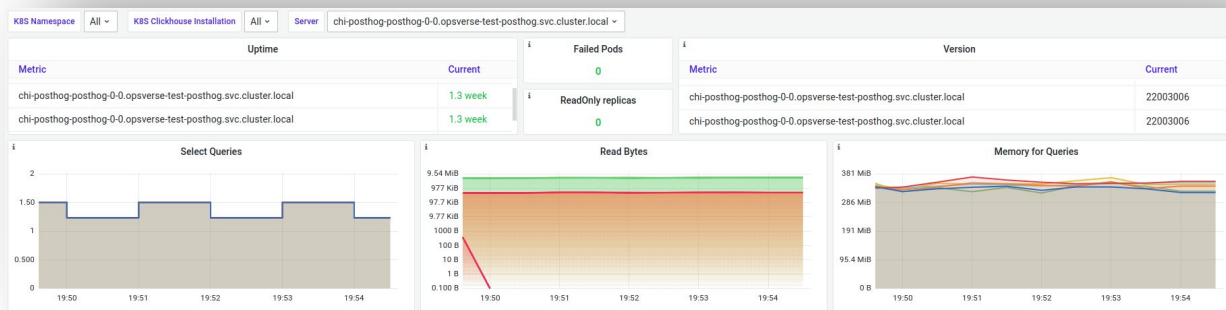 K8S Namespace All K8S Clickhouse Installation All Server chi-posthog-posthog-0-0.opsverse-test-posthog.svc.cluster.local
Uptime
Metric Current
chi-posthog-posthog-0-0.opsverse-test-posthog.svc.cluster.local 1.3 week
chi-posthog-posthog-0-0.opsverse-test-posthog.svc.cluster.local 1.3 week
i Failed Pods
0
i ReadOnly replicas
0
i Version
Metric Current
chi-posthog-posthog-0-0.opsverse-test-posthog.svc.cluster.local 22003006
chi-posthog-posthog-0-0.opsverse-test-posthog.svc.cluster.local 22003006
i Select Queries
2
1.50
1
0.500
0
19:50 19:51 19:52 19:53 19:54
i Read Bytes
9.54 MiB
977 KiB
97.7 KiB
9.77 KiB
1000 B
100 B
10 B
1 B
0.100 B
19:50 19:51 19:52 19:53 19:54
i Memory for Queries
381 MiB
286 MiB
191 MiB
95.4 MiB
0 B
19:50 19:51 19:52 19:53 19:54